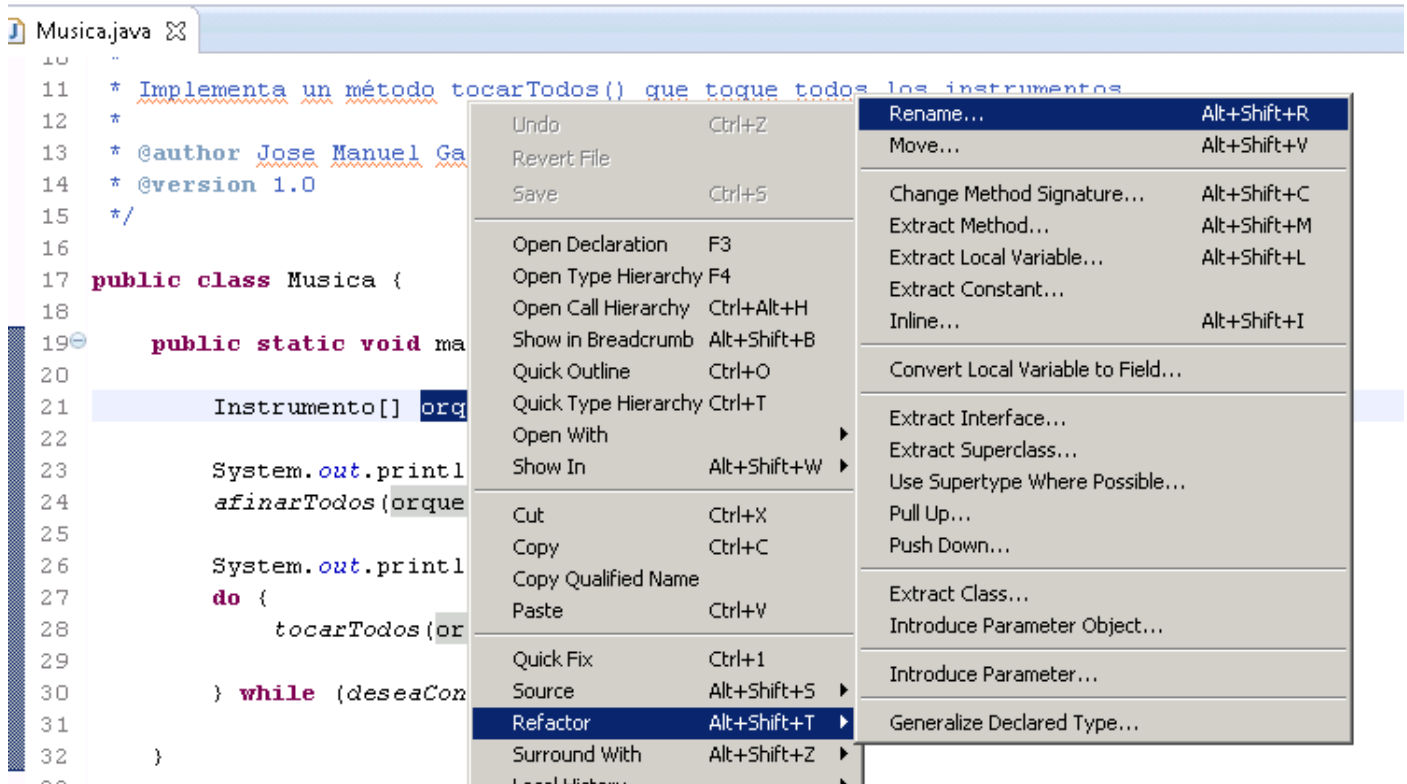 Musica.java
11 * Implementa un método tocarTodos() que toque todos los instrumentos
12 *
13 * @author Jose Manuel Ga
14 * @version 1.0
15 */
16
17 public class Musica {
18
19 public static void ma
20
21 Instrumento[] orq
22
23 System.out.printl
24 afinarTodos(orque
25
26 System.out.printl
27 do {
28 tocarTodos(or
29
30 } while (deseaCon
31
32 }
Undo Ctrl+Z
Revert File
Save Ctrl+S
Open Declaration F3
Open Type Hierarchy F4
Open Call Hierarchy Ctrl+Alt+H
Show in Breadcrumb Alt+Shift+B
Quick Outline Ctrl+O
Quick Type Hierarchy Ctrl+T
Open With
Show In Alt+Shift+W
Cut Ctrl+X
Copy Ctrl+C
Copy Qualified Name
Paste Ctrl+V
Quick Fix Ctrl+1
Source Alt+Shift+S
Refactor Alt+Shift+T
Surround With Alt+Shift+Z
Local History
Rename... Alt+Shift+R
Move... Alt+Shift+V
Change Method Signature... Alt+Shift+C
Extract Method... Alt+Shift+M
Extract Local Variable... Alt+Shift+L
Extract Constant...
Inline... Alt+Shift+I
Convert Local Variable to Field...
Extract Interface...
Extract Superclass...
Use Supertype Where Possible...
Pull Up...
Push Down...
Extract Class...
Introduce Parameter Object...
Introduce Parameter...
Generalize Declared Type...